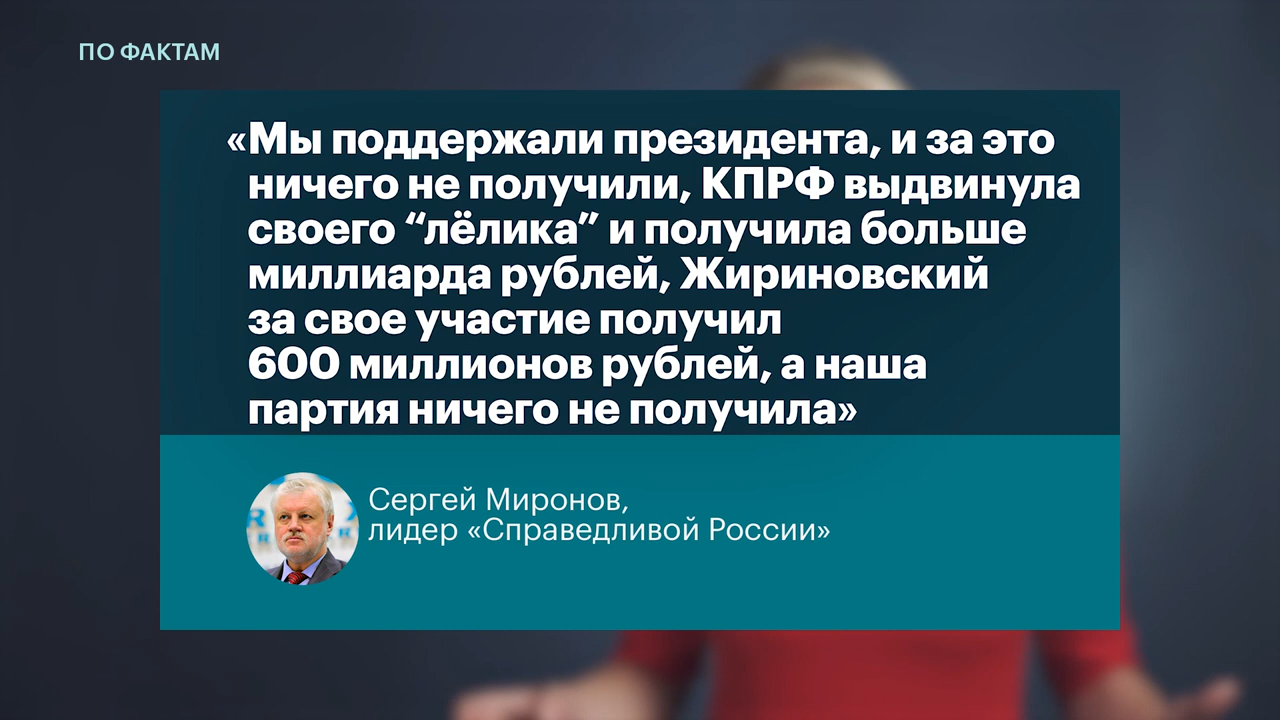 ПО ФАКТАМ
«Мы поддержали президента, и за это
ничего не получили, КПРФ выдвинула
своего “лёлика” и получила больше
миллиарда рублей, Жириновский
за свое участие получил
600 миллионов рублей, а наша
партия ничего не получила»
Сергей Миронов,
лидер «Справедливой России»